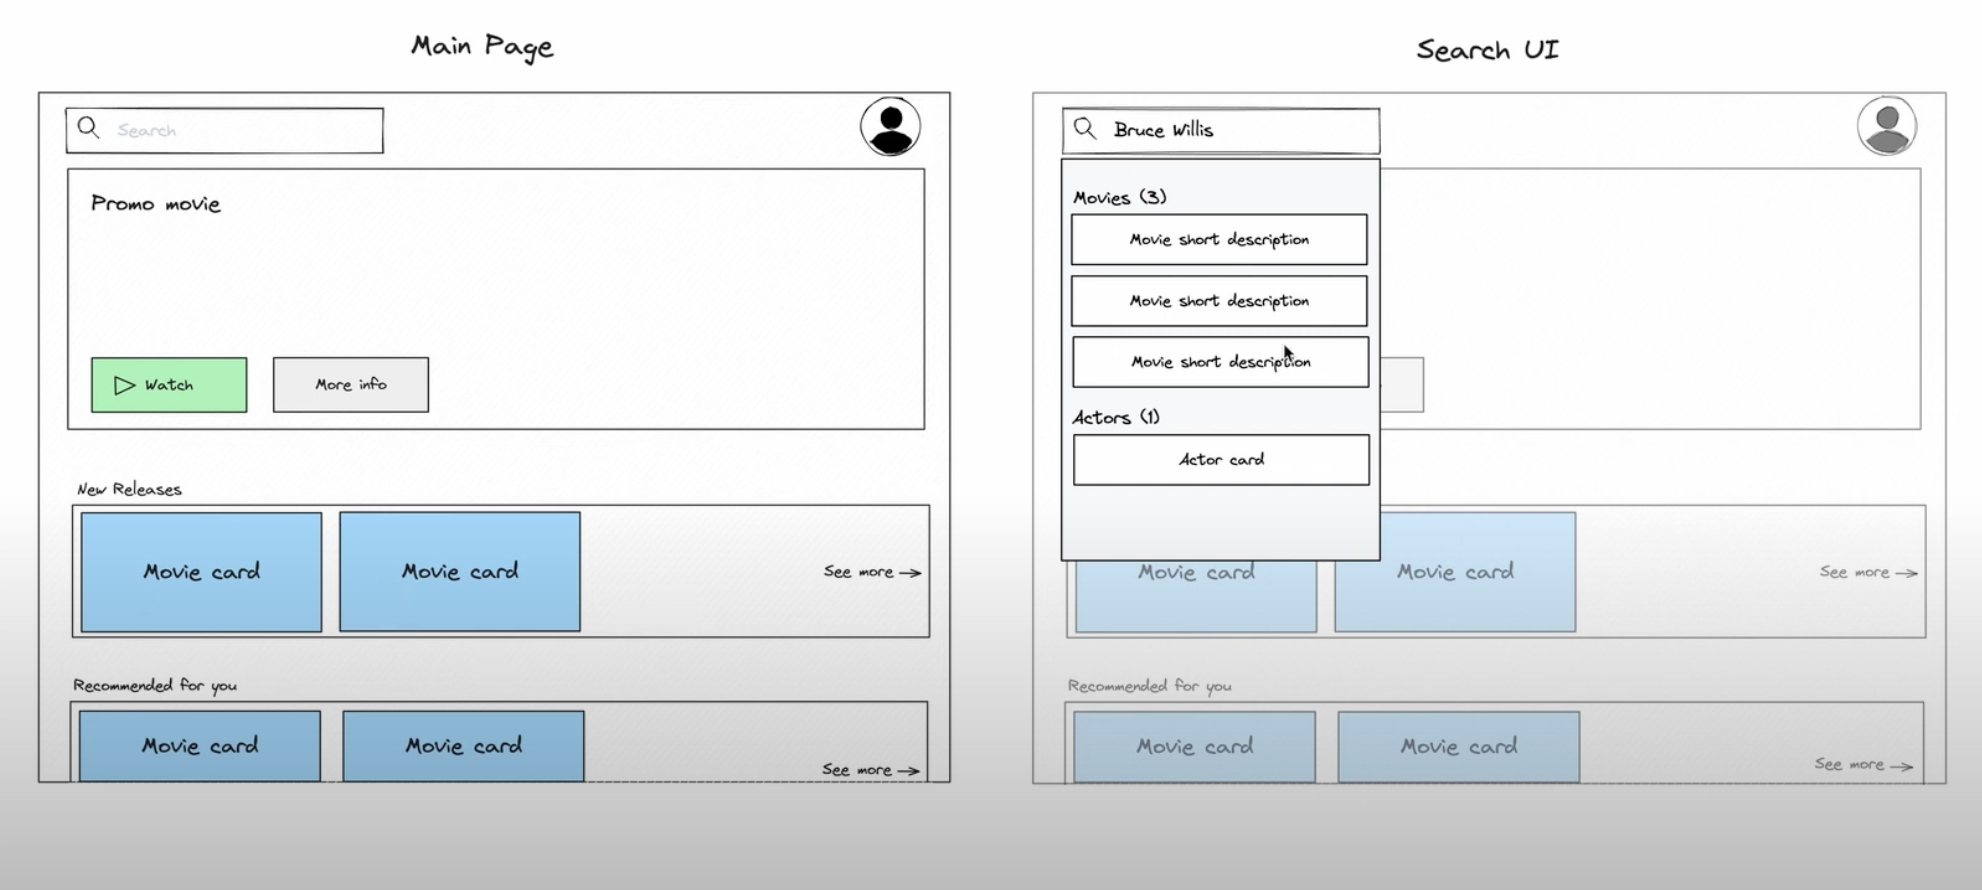 Main Page
Search
Promo movie
Watch
More info
New Releases
Movie card
Movie card
See more
Recommended for you
Movie card
Movie card
See more
Search UI
Bruce Willis
Movies (3)
Movie short description
Movie short description
Movie short description
Actors (1)
Actor card
Movie card
Movie card
See more
Recommended for you
Movie card
Movie card
See more